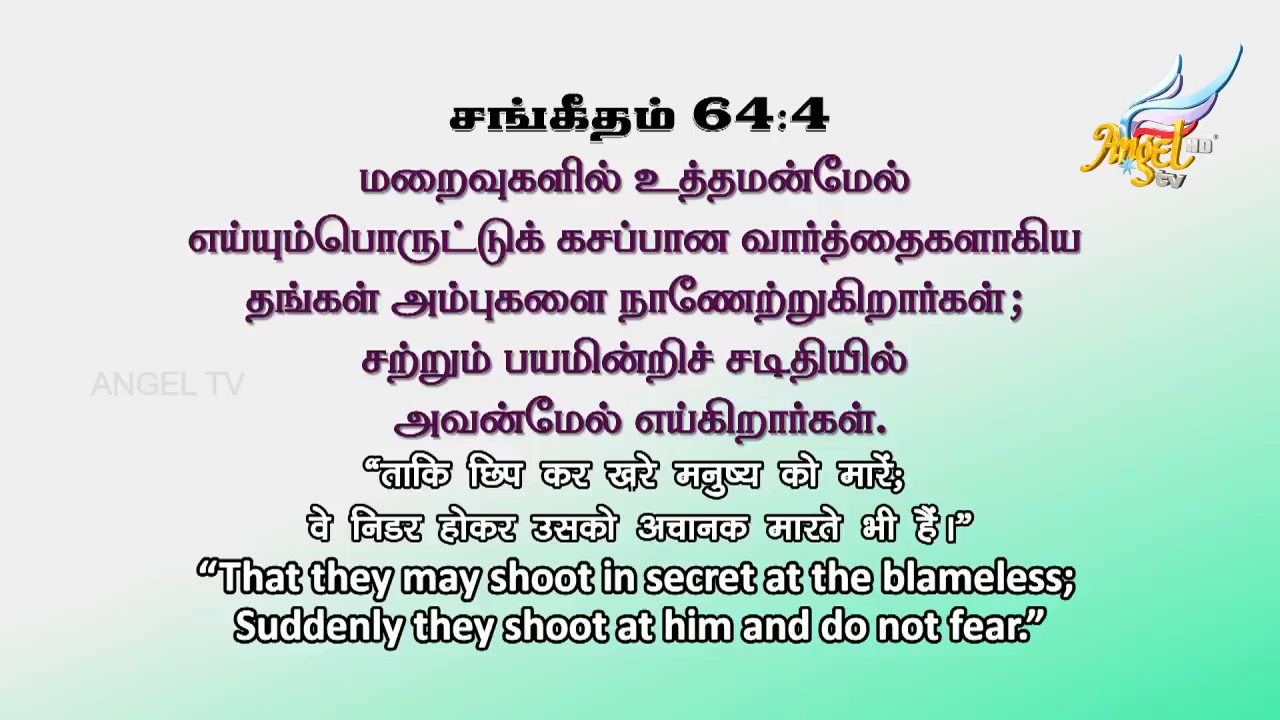 சங்கீதம் 64:4
மறைவுகளில் உத்தமன்மேல்
எய்யும்பொருட்டுக் கசப்பான வார்த்தைகளாகிய
தங்கள் அம்புகளை நாணேற்றுகிறார்கள்;
சற்றும் பயமின்றிச் சடிதியில்
அவன்மேல் எய்கிறார்கள்.
“ताकि छिप कर खरे मनुष्य को मारें;
वे निडर होकर उसको अचानक मारते भी हैं।”
“That they may shoot in secret at the blameless;
Suddenly they shoot at him and do not fear.”
Angel HD
tv
ANGEL TV